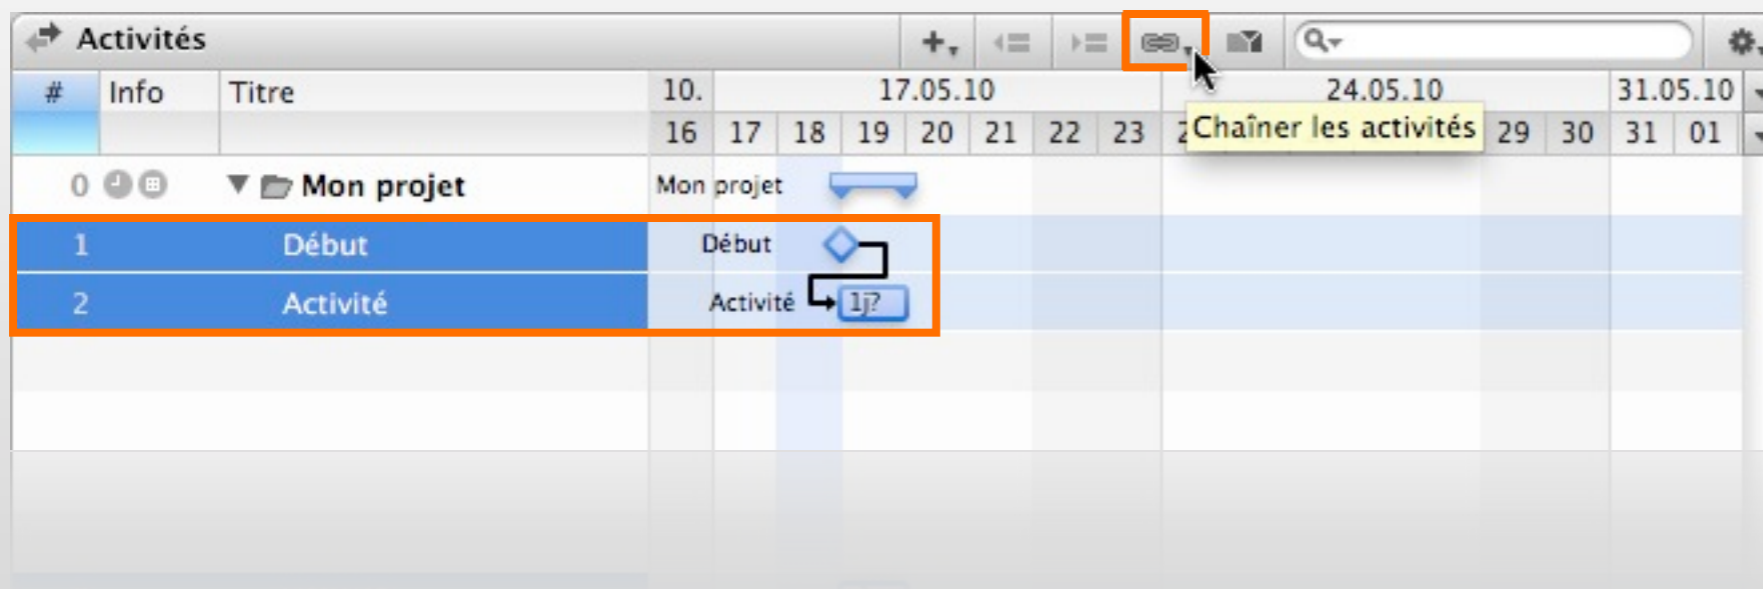 Activités
# Info Titre 10. 17.05.10 24.05.10 31.05.10
16 17 18 19 20 21 22 23 29 30 31 01
Chaîner les activités
0 Mon projet Mon projet
1 Début Début
2 Activité Activité 1j?